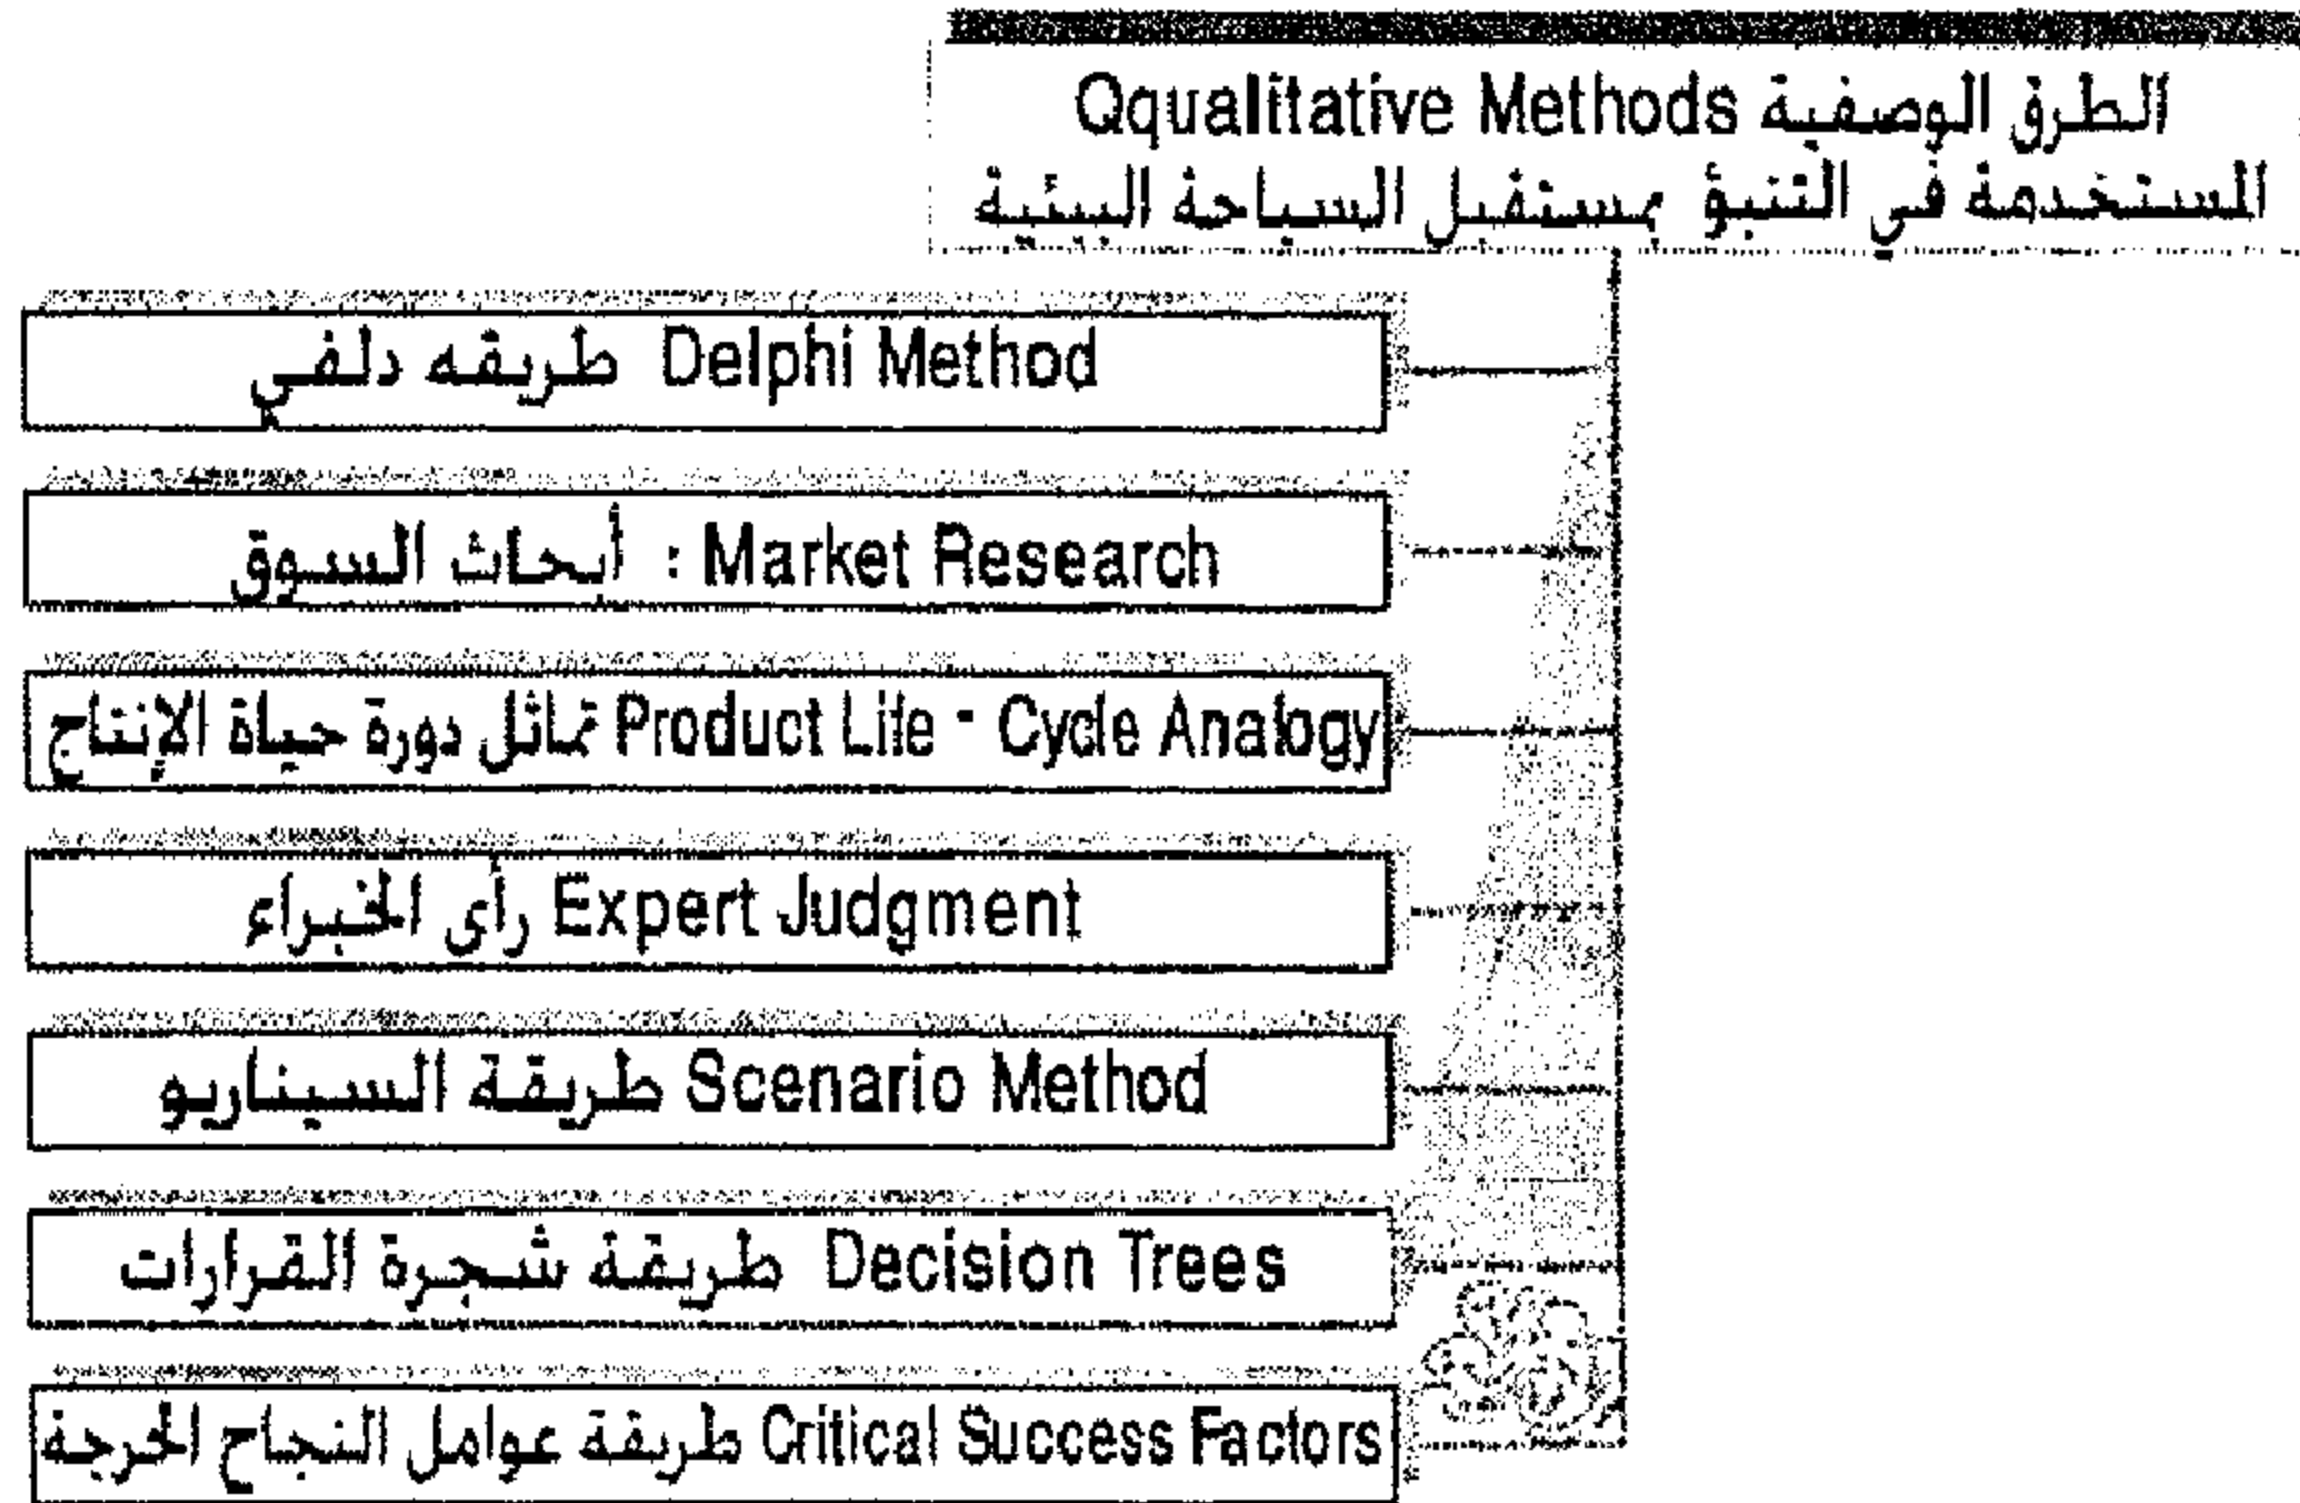 الطرق الوصفية Qqualitative Methods
المستخدمة في التنبؤ بمستقبل السياحة البيئية
طريقه دلفي Delphi Method
أبحاث السوق : Market Research
تماثل دورة حياة الإنتاج Product Life - Cycle Analogy
رأى الخبراء Expert Judgment
طريقة السيناريو Scenario Method
طريقة شجرة القرارات Decision Trees
طريقة عوامل النجاح الحرجة Critical Success Factors